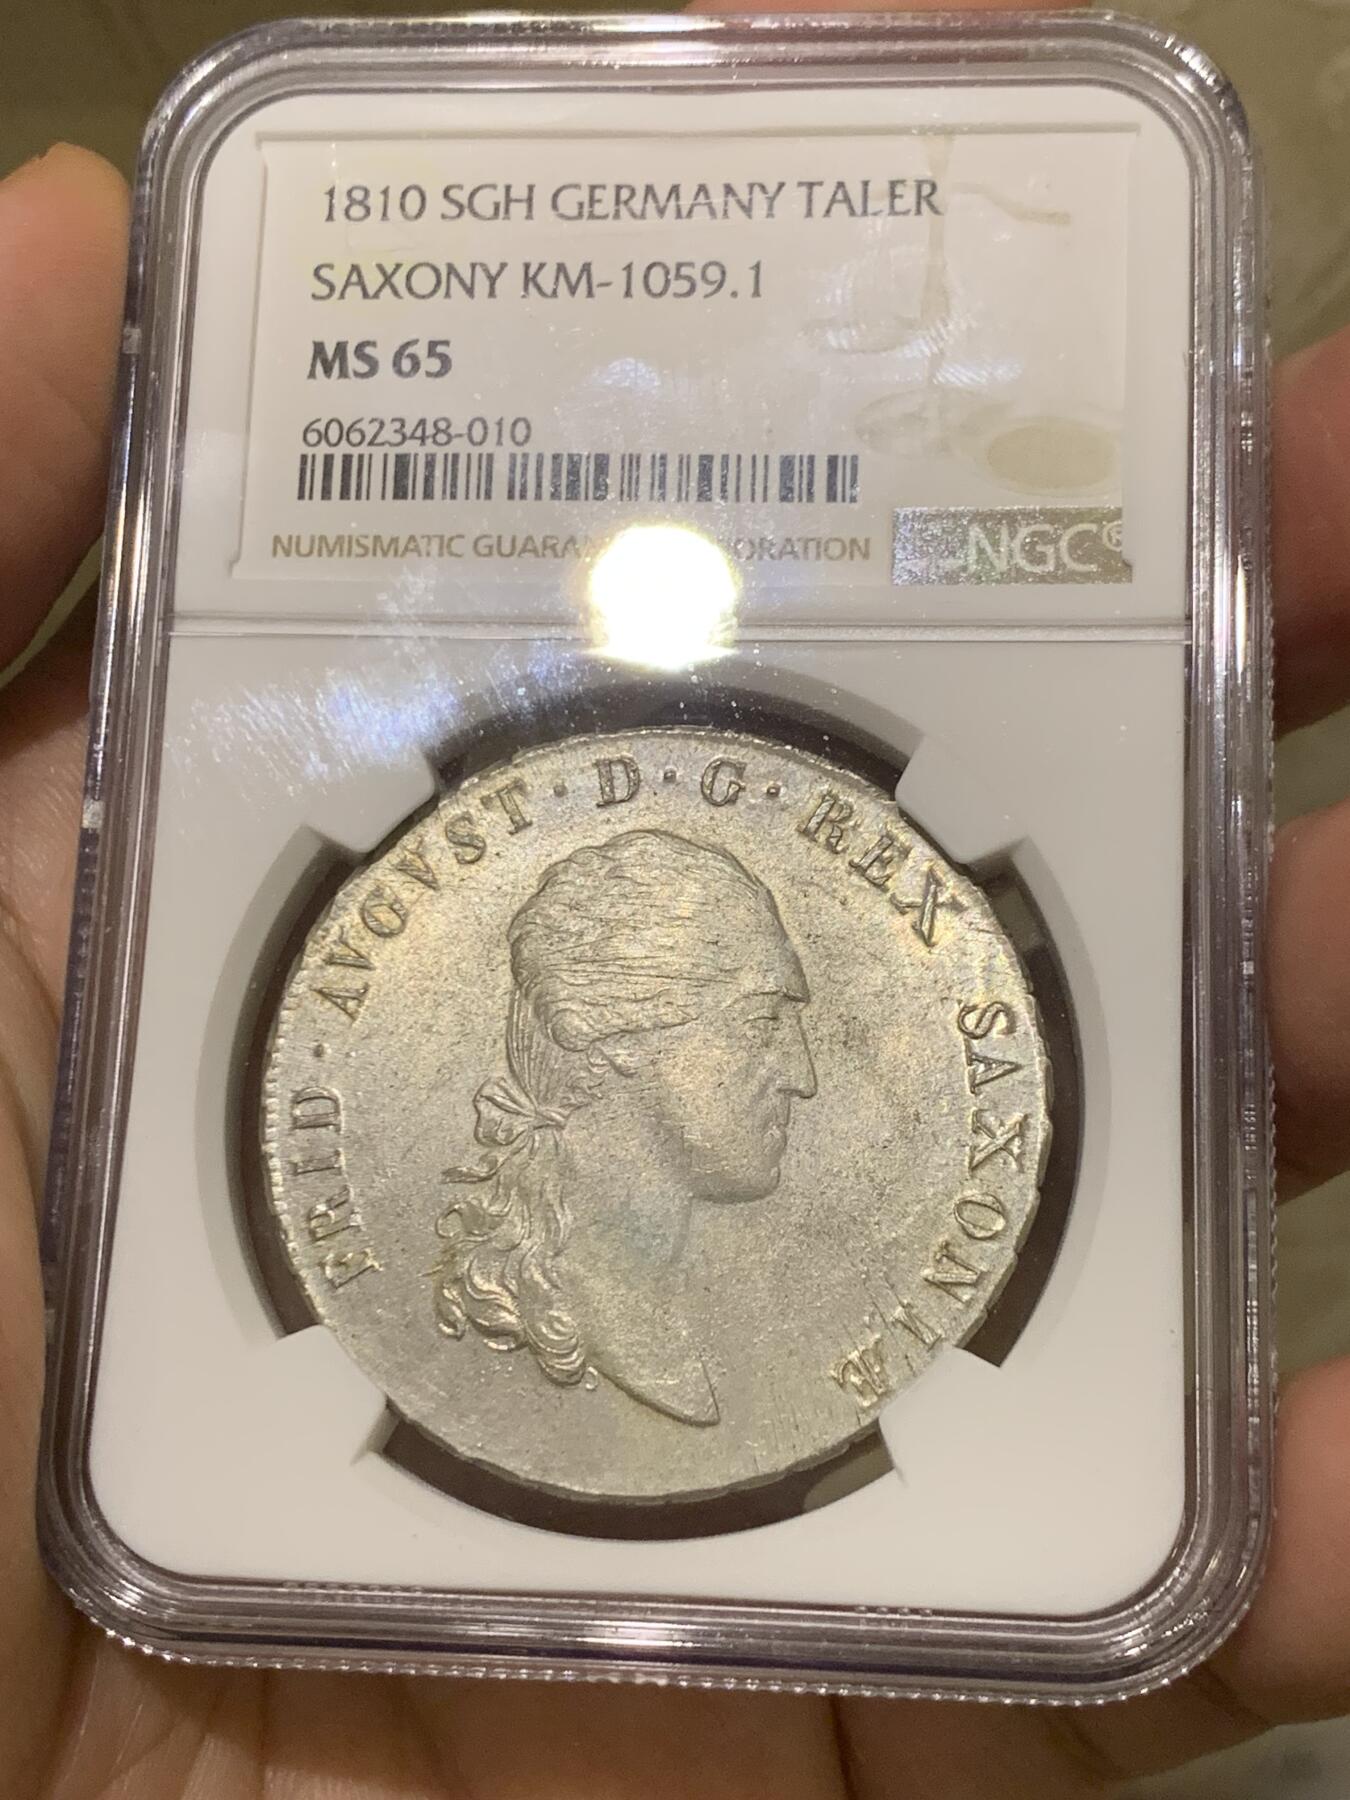 1810 SGH GERMANY TALER
SAXONY KM-1059.1
MS 65
6062348-010
NUMISMATIC GUARAN ORATION
NGC®
FRID · AVGVST · D · G · REX SAXONIÆ